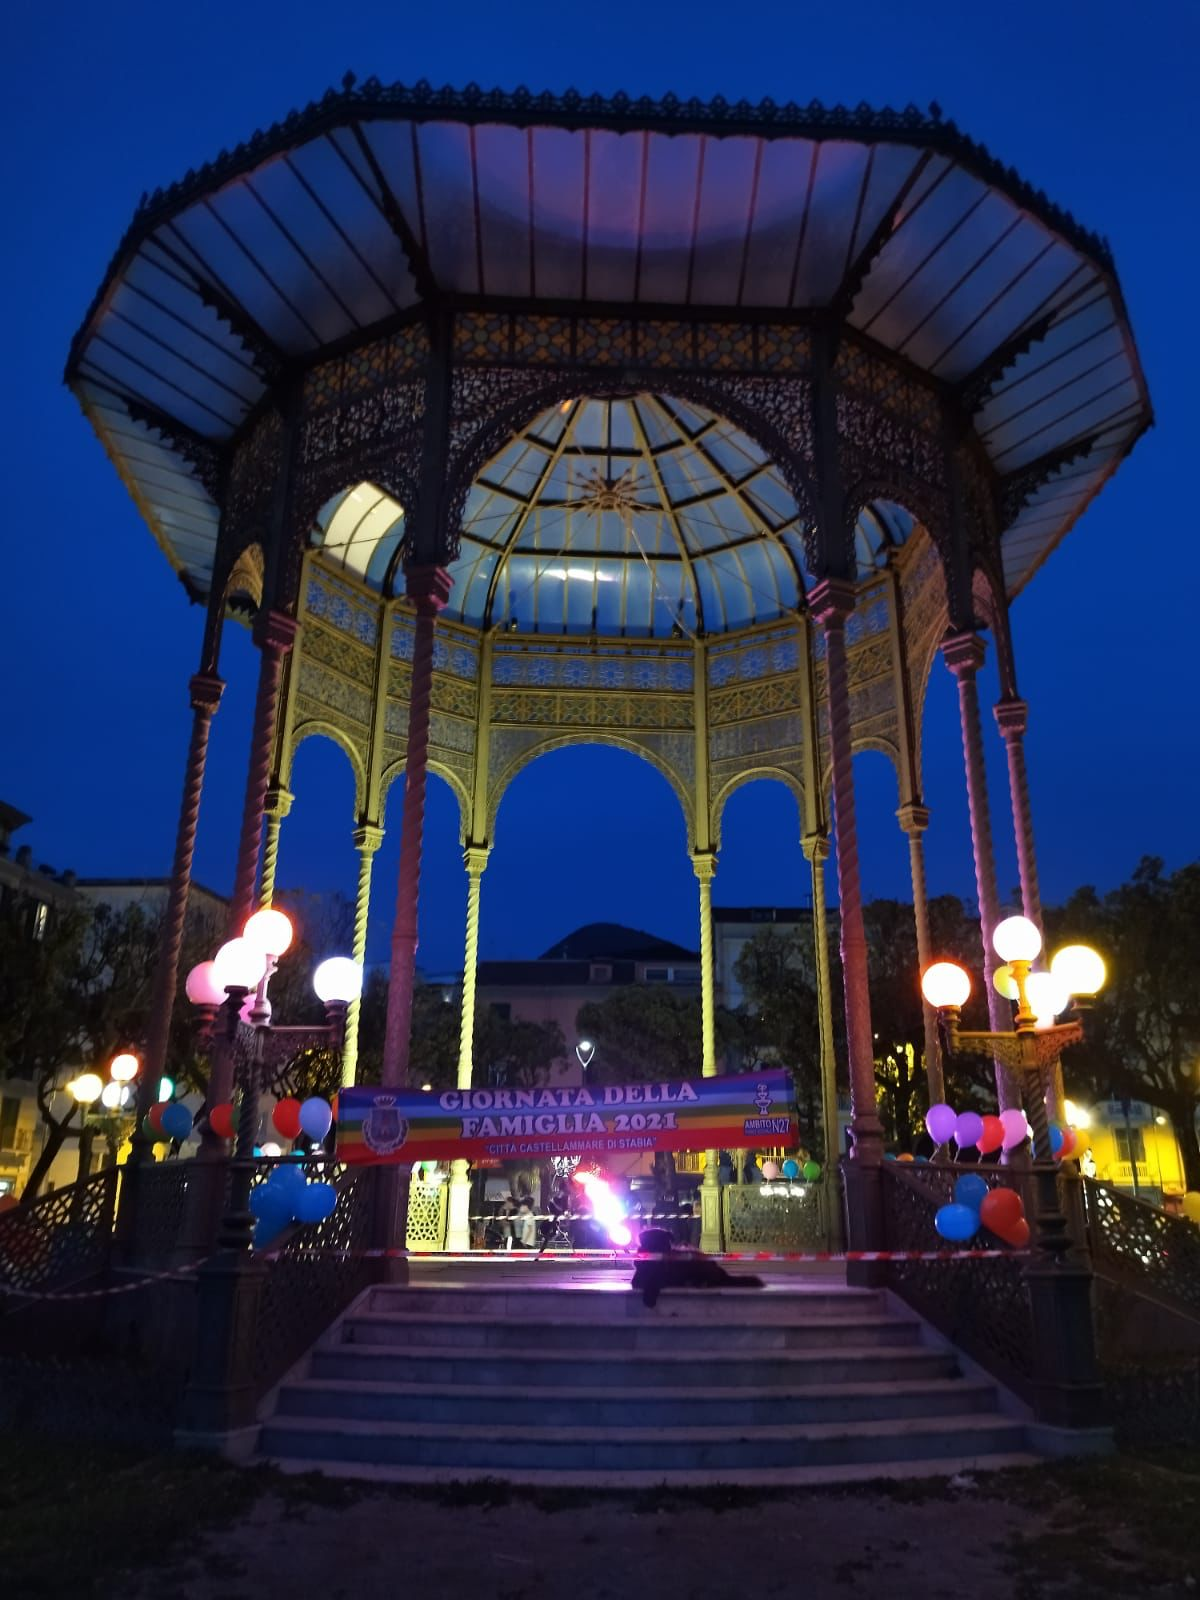 GIORNATA DELLA
FAMIGLIA 2021
"CITTÀ CASTELLAMMARE DI STABIA"
AMBITO
N27